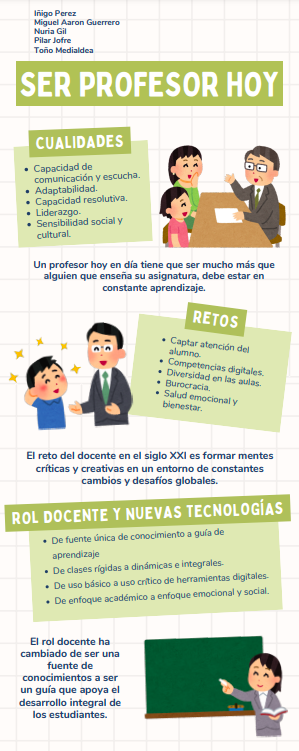 Iñigo Perez
Miguel Aaron Guerrero
Nuria Gil
Pilar Jofre
Toño Medialdea
SER PROFESOR HOY
CUALIDADES
• Capacidad de
comunicación y escucha.
• Adaptabilidad.
• Capacidad resolutiva.
• Liderazgo.
• Sensibilidad social y
cultural.
Un profesor hoy en día tiene que ser mucho más que
alguien que enseña su asignatura, debe estar en
constante aprendizaje.
RETOS
• Captar atención del
alumno.
• Competencias digitales.
• Diversidad en las aulas.
• Burocracia.
• Salud emocional y
bienestar.
El reto del docente en el siglo XXI es formar mentes
críticas y creativas en un entorno de constantes
cambios y desafíos globales.
ROL DOCENTE Y NUEVAS TECNOLOGÍAS
• De fuente única de conocimiento a guía de
aprendizaje
• De clases rígidas a dinámicas e integrales.
• De uso básico a uso crítico de herramientas digitales.
• De enfoque académico a enfoque emocional y social.
El rol docente ha
cambiado de ser una
fuente de
conocimientos a ser
un guía que apoya el
desarrollo integral de
los estudiantes.